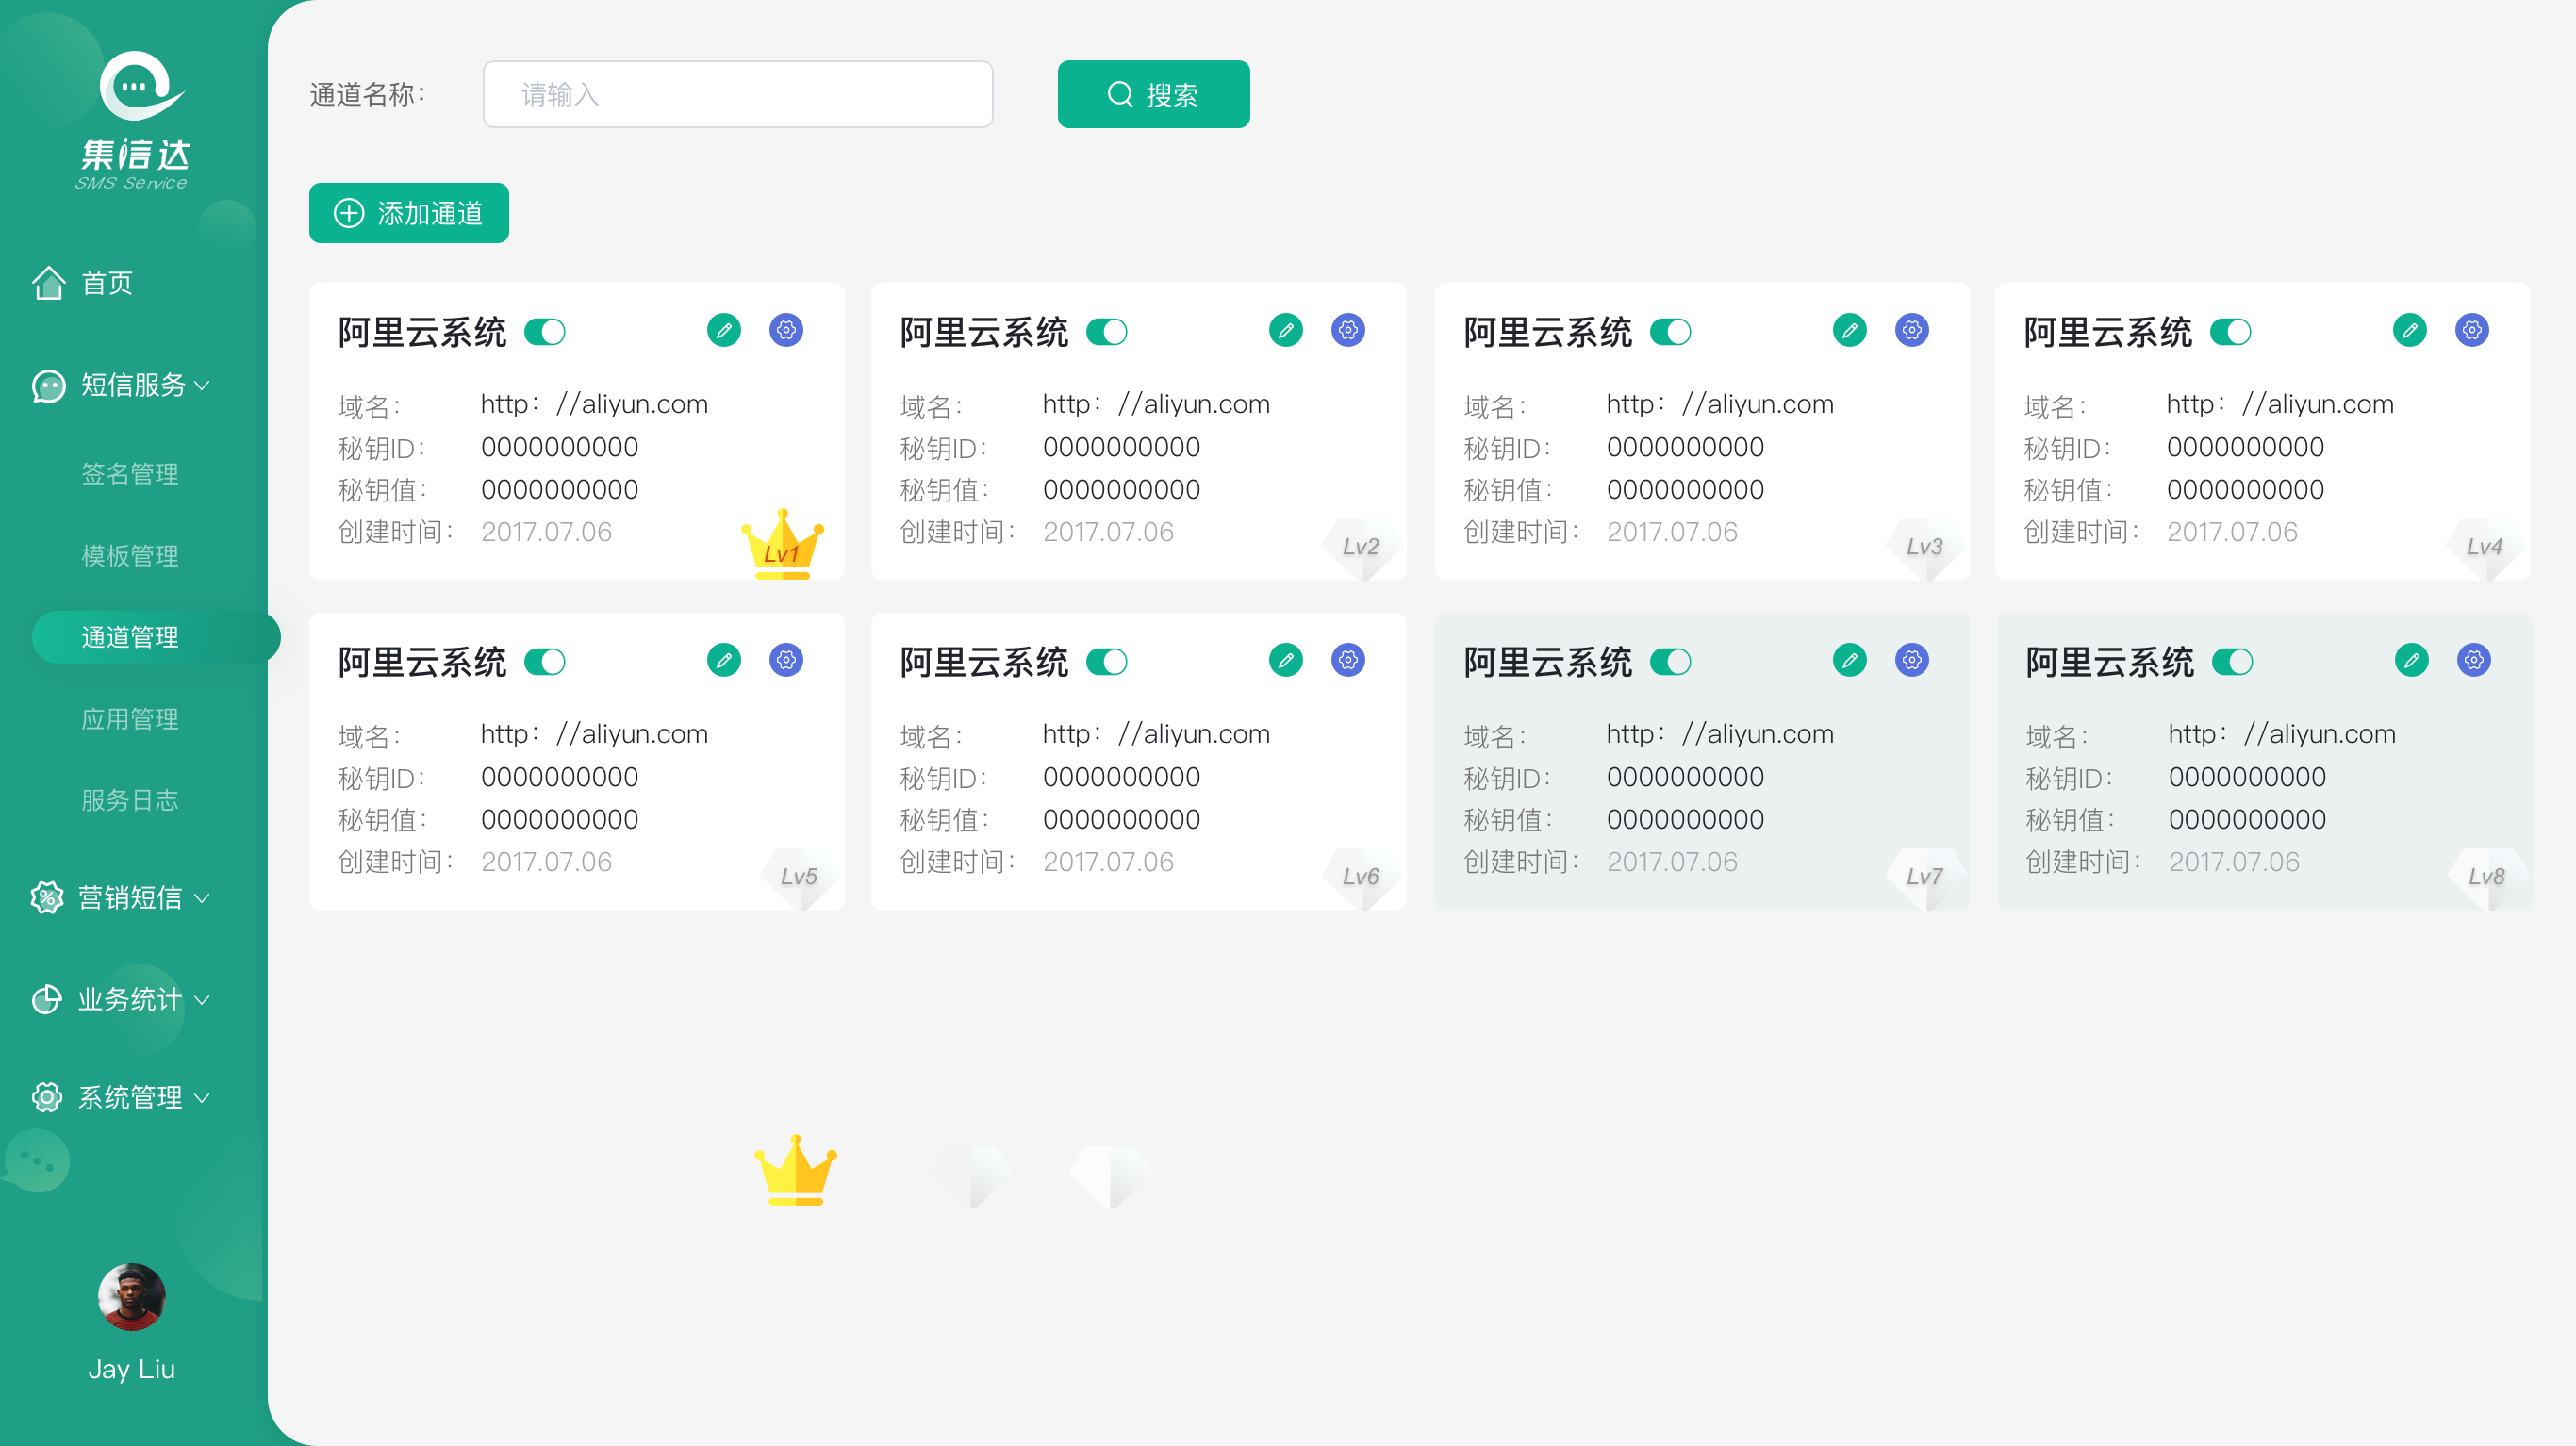 集信达
SMS Service
首页
短信服务
签名管理
模板管理
通道管理
应用管理
服务日志
营销短信
业务统计
系统管理
Jay Liu
通道名称：
请输入
搜索
添加通道
阿里云系统
域名： http：//aliyun.com
秘钥ID： 0000000000
秘钥值： 0000000000
创建时间： 2017.07.06
Lv1
阿里云系统
域名： http：//aliyun.com
秘钥ID： 0000000000
秘钥值： 0000000000
创建时间： 2017.07.06
Lv2
阿里云系统
域名： http：//aliyun.com
秘钥ID： 0000000000
秘钥值： 0000000000
创建时间： 2017.07.06
Lv3
阿里云系统
域名： http：//aliyun.com
秘钥ID： 0000000000
秘钥值： 0000000000
创建时间： 2017.07.06
Lv4
阿里云系统
域名： http：//aliyun.com
秘钥ID： 0000000000
秘钥值： 0000000000
创建时间： 2017.07.06
Lv5
阿里云系统
域名： http：//aliyun.com
秘钥ID： 0000000000
秘钥值： 0000000000
创建时间： 2017.07.06
Lv6
阿里云系统
域名： http：//aliyun.com
秘钥ID： 0000000000
秘钥值： 0000000000
创建时间： 2017.07.06
Lv7
阿里云系统
域名： http：//aliyun.com
秘钥ID： 0000000000
秘钥值： 0000000000
创建时间： 2017.07.06
Lv8